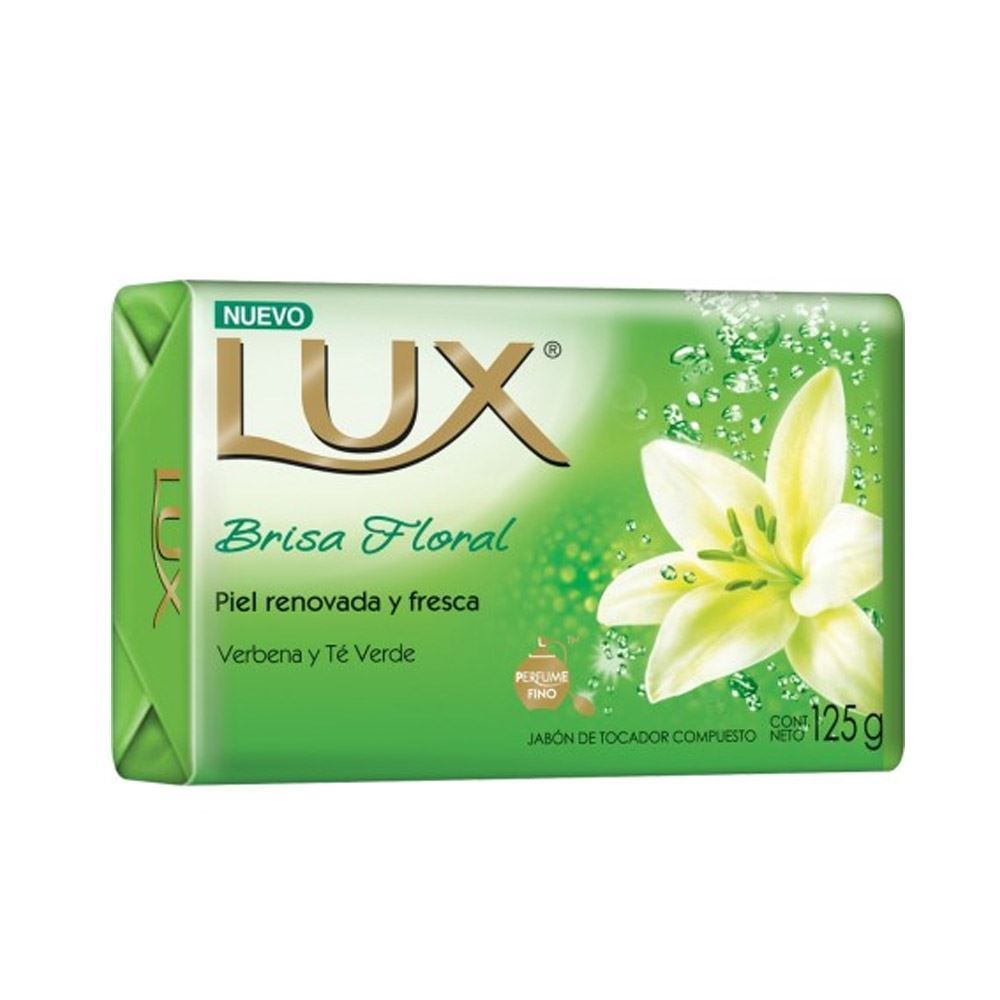 NUEVO
LUX®
LUX
Brisa Floral
Piel renovada y fresca
Verbena y Té Verde
PERFUME
FINO
TM
JABÓN DE TOCADOR COMPUESTO
CONT.
NETO 125 g